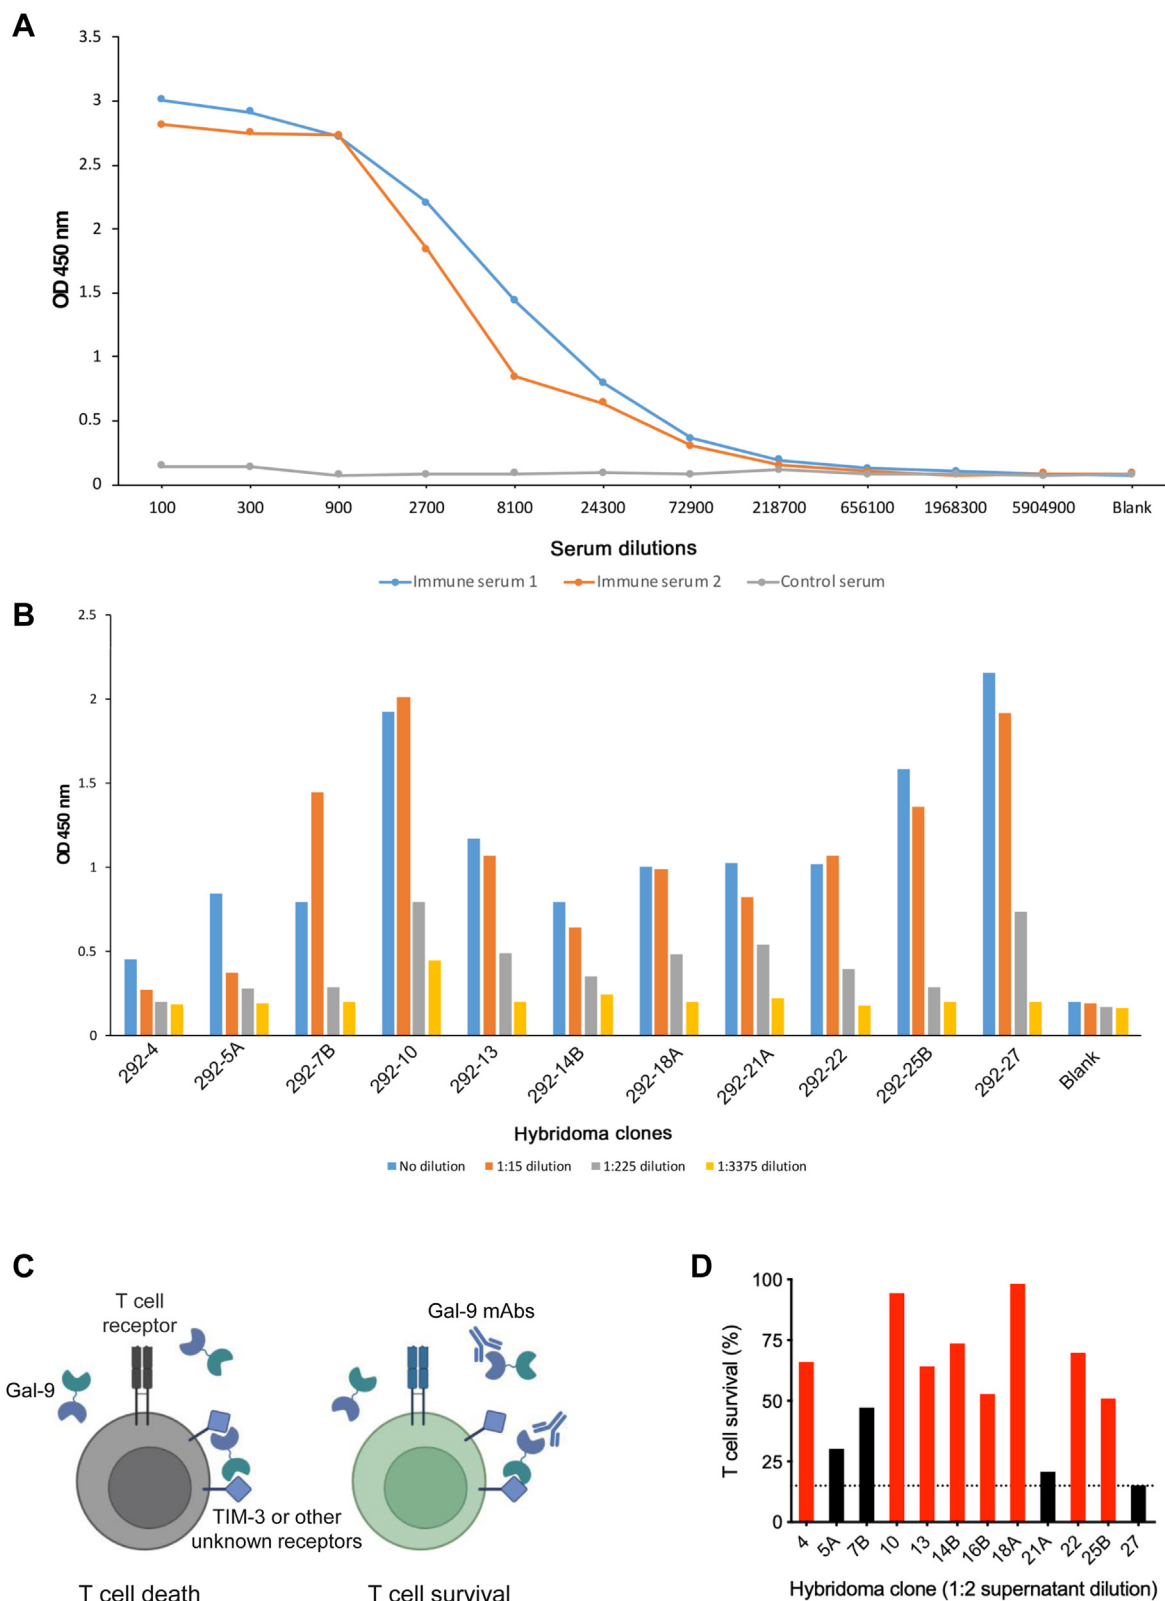 A
3.5
3
2.5
2
1.5
1
0.5
0
OD 450 nm
100 300 900 2700 8100 24300 72900 218700 656100 1968300 5904900 Blank
Serum dilutions
Immune serum 1 Immune serum 2 Control serum
B
2.5
2
1.5
1
0.5
0
OD 450 nm
292-4 292-5A 292-7B 292-10 292-13 292-14B 292-18A 292-21A 292-22 292-25B 292-27 Blank
Hybridoma clones
No dilution 1:15 dilution 1:225 dilution 1:3375 dilution
C
T cell
receptor
Gal-9
Gal-9 mAbs
TIM-3 or other
unknown receptors
T cell death
T cell survival
D
100
75
50
25
0
T cell survival (%)
4 5A 7B 10 13 14B 16B 18A 21A 22 25B 27
Hybridoma clone (1:2 supernatant dilution)